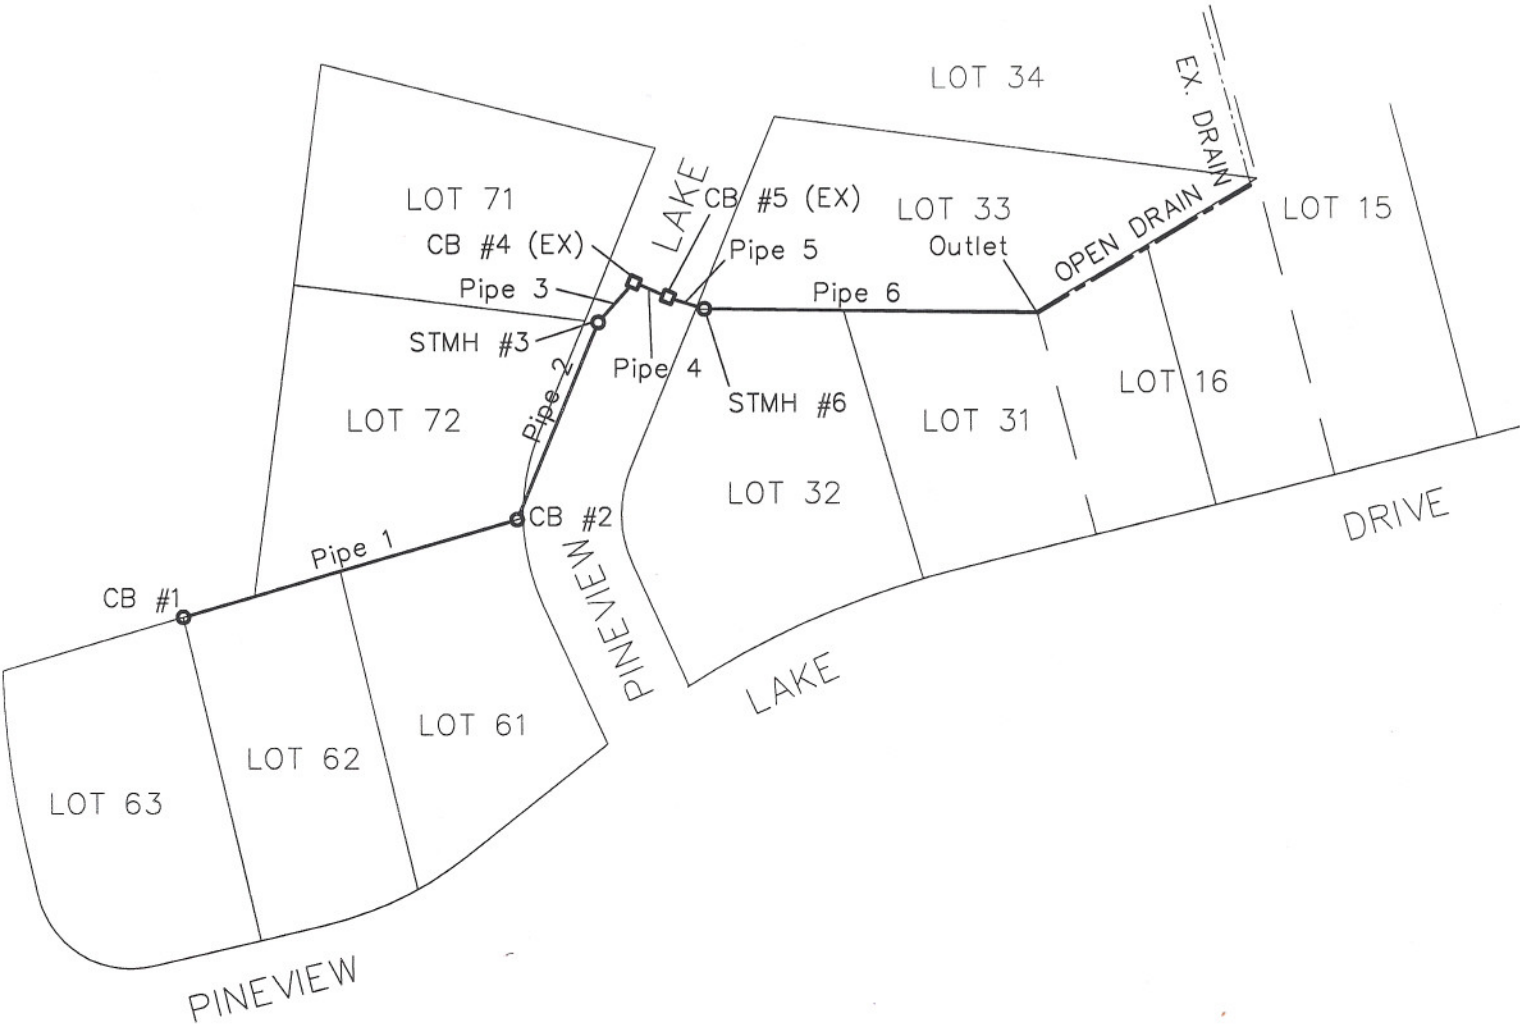 LOT 34
EX. DRAIN
LOT 71
LAKE
CB #5 (EX)
LOT 33
LOT 15
CB #4 (EX)
Pipe 5
Outlet
OPEN DRAIN
Pipe 3
Pipe 6
STMH #3
Pipe 4
Pipe 2
STMH #6
LOT 16
LOT 72
LOT 31
LOT 32
CB #2
DRIVE
Pipe 1
CB #1
PINEVIEW
LAKE
LOT 61
LOT 62
LOT 63
PINEVIEW